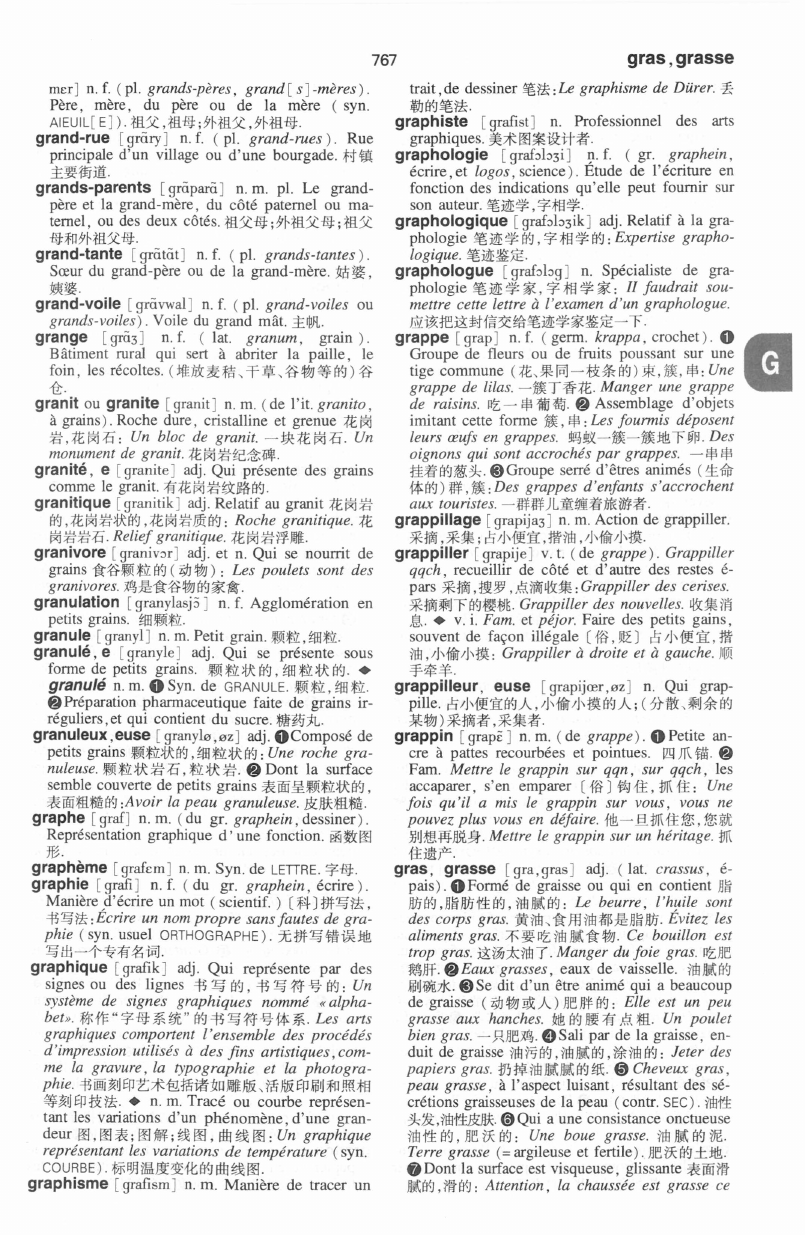 767
gras, grasse
mɛr] n. f. ( pl. grands-pères, grand[s]-mères).
Père, mère, du père ou de la mère ( syn.
AIEUIL[E]). 祖父,祖母;外祖父,外祖母.
grand-rue [grɑ̃ry] n. f. ( pl. grand-rues). Rue
principale d'un village ou d'une bourgade. 村镇
主要街道.
grands-parents [grɑ̃parɑ̃] n. m. pl. Le grand-
père et la grand-mère, du côté paternel ou ma-
ternel, ou des deux côtés. 祖父母;外祖父母;祖父
母和外祖父母.
grand-tante [grɑ̃tɑ̃t] n. f. ( pl. grands-tantes).
Sœur du grand-père ou de la grand-mère. 姑婆,
姨婆.
grand-voile [grɑ̃vwal] n. f. ( pl. grand-voiles ou
grands-voiles). Voile du grand mât. 主帆.
grange [grɑ̃ʒ] n. f. ( lat. granum, grain ).
Bâtiment rural qui sert à abriter la paille, le
foin, les récoltes. (堆放麦秸、干草、谷物等的)谷
仓.
granit ou granite [granit] n. m. (de l'it. granito,
à grains). Roche dure, cristalline et grenue 花岗
岩,花岗石: Un bloc de granit. 一块花岗石. Un
monument de granit. 花岗岩纪念碑.
granité, e [granite] adj. Qui présente des grains
comme le granit. 有花岗岩纹路的.
granitique [granitik] adj. Relatif au granit 花岗岩
的,花岗岩状的,花岗岩质的: Roche granitique. 花
岗岩岩石. Relief granitique. 花岗岩浮雕.
granivore [granivɔr] adj. et n. Qui se nourrit de
grains 食谷颗粒的(动物): Les poulets sont des
granivores. 鸡是食谷物的家禽.
granulation [granylasjɔ̃] n. f. Agglomération en
petits grains. 细颗粒.
granule [granyl] n. m. Petit grain. 颗粒,细粒.
granulé, e [granyle] adj. Qui se présente sous
forme de petits grains. 颗粒状的,细粒状的. ◆
granulé n. m. ❶ Syn. de GRANULE. 颗粒,细粒.
❷ Préparation pharmaceutique faite de grains ir-
réguliers, et qui contient du sucre. 糖药丸.
granuleux, euse [granylø,øz] adj. ❶Composé de
petits grains 颗粒状的,细粒状的: Une roche gra-
nuleuse. 颗粒状岩石,粒状岩. ❷ Dont la surface
semble couverte de petits grains 表面呈颗粒状的,
表面粗糙的:Avoir la peau granuleuse. 皮肤粗糙.
graphe [graf] n. m. (du gr. graphein, dessiner).
Représentation graphique d'une fonction. 函数图
形.
graphème [grafɛm] n. m. Syn. de LETTRE. 字母.
graphie [grafi] n. f. ( du gr. graphein, écrire).
Manière d'écrire un mot ( scientif. ) 〔科〕拼写法,
书写法:Écrire un nom propre sans fautes de gra-
phie ( syn. usuel ORTHOGRAPHE). 无拼写错误地
写出一个专有名词.
graphique [grafik] adj. Qui représente par des
signes ou des lignes 书写的,书写符号的: Un
système de signes graphiques nommé «alpha-
bet». 称作“字母系统”的书写符号体系. Les arts
graphiques comportent l'ensemble des procédés
d'impression utilisés à des fins artistiques, com-
me la gravure, la typographie et la photogra-
phie. 书画刻印艺术包括诸如雕版、活版印刷和照相
等刻印技法. ◆ n. m. Tracé ou courbe représen-
tant les variations d'un phénomène, d'une gran-
deur 图,图表;图解;线图,曲线图: Un graphique
représentant les variations de température (syn.
COURBE). 标明温度变化的曲线图.
graphisme [grafism] n. m. Manière de tracer un
trait, de dessiner 笔法:Le graphisme de Dürer. 丢
勒的笔法.
graphiste [grafist] n. Professionnel des arts
graphiques. 美术图案设计者.
graphologie [grafɔlɔʒi] n. f. ( gr. graphein,
écrire, et logos, science). Étude de l'écriture en
fonction des indications qu'elle peut fournir sur
son auteur. 笔迹学,字相学.
graphologique [grafɔlɔʒik] adj. Relatif à la gra-
phologie 笔迹学的,字相学的: Expertise grapho-
logique. 笔迹鉴定.
graphologue [grafɔlɔg] n. Spécialiste de gra-
phologie 笔迹学家,字相学家: Il faudrait sou-
mettre cette lettre à l'examen d'un graphologue.
应该把这封信交给笔迹学家鉴定一下.
grappe [grap] n. f. ( germ. krappa, crochet). ❶
Groupe de fleurs ou de fruits poussant sur une
tige commune (花、果同一枝条的)束,簇,串: Une
grappe de lilas. 一簇丁香花. Manger une grappe
de raisins. 吃一串葡萄. ❷ Assemblage d'objets
imitant cette forme 簇,串: Les fourmis déposent
leurs œufs en grappes. 蚂蚁一簇一簇地下卵. Des
oignons qui sont accrochés par grappes. 一串串
挂着的葱头. ❸Groupe serré d'êtres animés (生命
体的)群,簇:Des grappes d'enfants s'accrochent
aux touristes. 一群群儿童缠着旅游者.
grappillage [grapijaʒ] n. m. Action de grappiller.
采摘,采集;占小便宜,揩油,小偷小摸.
grappiller [grapije] v. t. ( de grappe). Grappiller
qqch, recueillir de côté et d'autre des restes é-
pars 采摘,搜罗,点滴收集:Grappiller des cerises.
采摘剩下的樱桃. Grappiller des nouvelles. 收集消
息. ◆ v. i. Fam. et péjor. Faire des petits gains,
souvent de façon illégale 〔俗,贬〕占小便宜,揩
油,小偷小摸: Grappiller à droite et à gauche. 顺
手牵羊.
grappilleur, euse [grapijœr,øz] n. Qui grap-
pille. 占小便宜的人,小偷小摸的人;(分散、剩余的
某物)采摘者,采集者.
grappin [grapɛ̃] n. m. (de grappe). ❶ Petite an-
cre à pattes recourbées et pointues. 四爪锚. ❷
Fam. Mettre le grappin sur qqn, sur qqch, les
accaparer, s'en emparer 〔俗〕钩住,抓住: Une
fois qu'il a mis le grappin sur vous, vous ne
pouvez plus vous en défaire. 他一旦抓住您,您就
别想再脱身. Mettre le grappin sur un héritage. 抓
住遗产.
gras, grasse [gra,gras] adj. ( lat. crassus, é-
pais). ❶Formé de graisse ou qui en contient 脂
肪的,脂肪性的,油腻的: Le beurre, l'huile sont
des corps gras. 黄油、食用油都是脂肪. Évitez les
aliments gras. 不要吃油腻食物. Ce bouillon est
trop gras. 这汤太油了. Manger du foie gras. 吃肥
鹅肝. ❷Eaux grasses, eaux de vaisselle. 油腻的
刷碗水. ❸Se dit d'un être animé qui a beaucoup
de graisse (动物或人)肥胖的: Elle est un peu
grasse aux hanches. 她的腰有点粗. Un poulet
bien gras. 一只肥鸡. ❹ Sali par de la graisse, en-
duit de graisse 油污的,油腻的,涂油的: Jeter des
papiers gras. 扔掉油腻腻的纸. ❺ Cheveux gras,
peau grasse, à l'aspect luisant, résultant des sé-
crétions graisseuses de la peau ( contr. SEC). 油性
头发,油性皮肤. ❻Qui a une consistance onctueuse
油性的,肥沃的: Une boue grasse. 油腻的泥.
Terre grasse (= argileuse et fertile). 肥沃的土地.
❼Dont la surface est visqueuse, glissante 表面滑
腻的,滑的: Attention, la chaussée est grasse ce
G